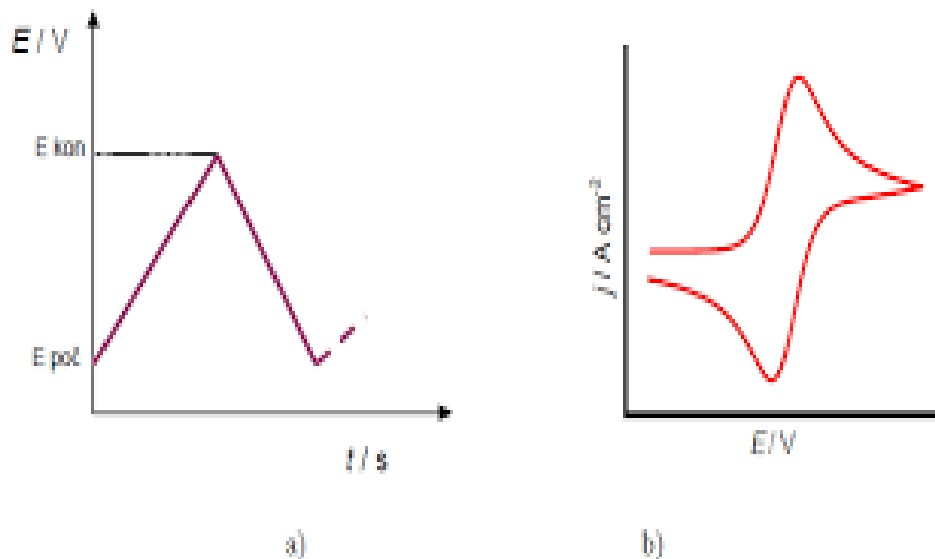 E / V
E kon
E poč
t / s
a)
j / A cm⁻²
E/ V
b)